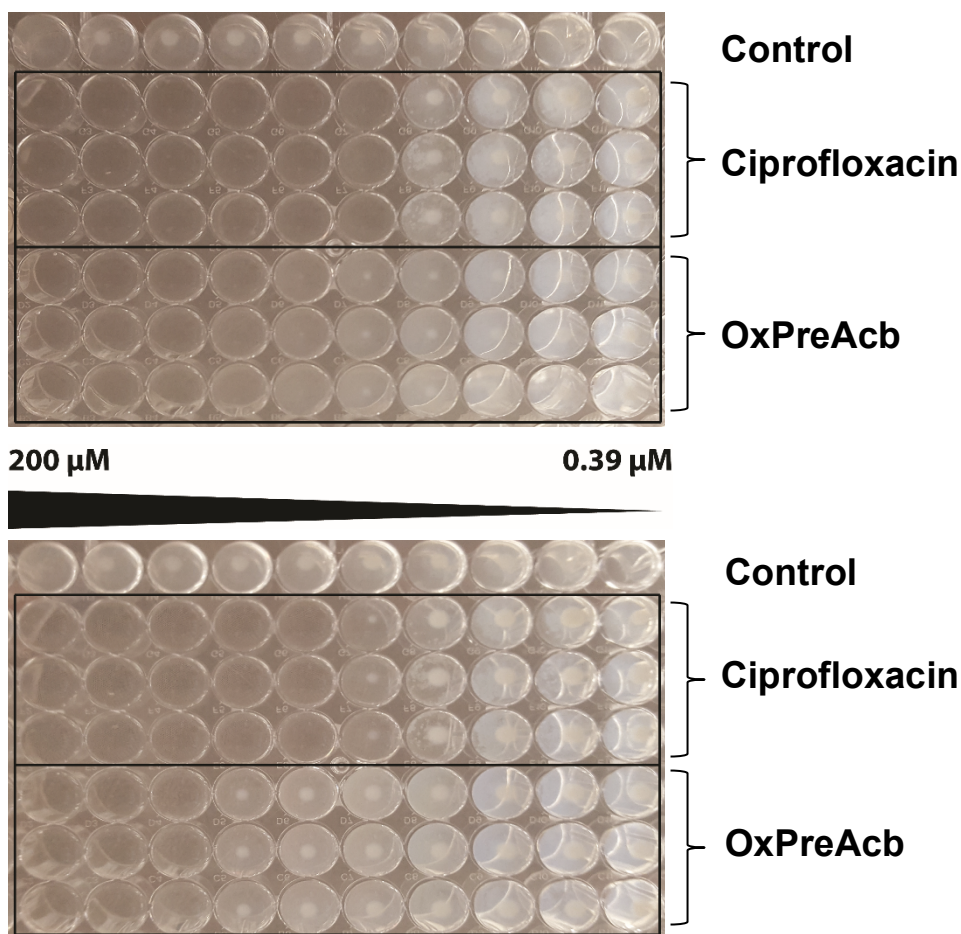 Control
Ciprofloxacin
OxPreAcb
200 µM 0.39 µM
Control
Ciprofloxacin
OxPreAcb